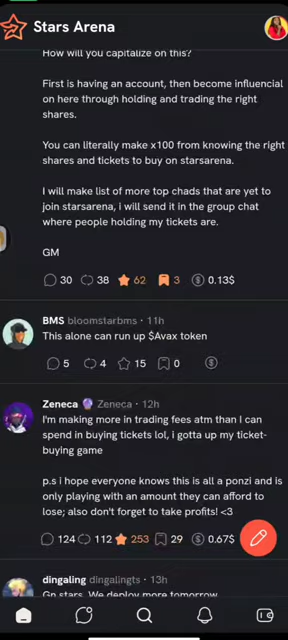 Stars Arena
How will you capitalize on this?
First is having an account, then become influencial
on here through holding and trading the right
shares.
You can literally make x100 from knowing the right
shares and tickets to buy on starsarena.
I will make list of more top chads that are yet to
join starsarena, i will send it in the group chat
where people holding my tickets are.
GM
30 38 62 3 0.13$
BMS bloomstarbms · 11h
This alone can run up $Avax token
5 4 15 0
Zeneca 🔮 Zeneca · 12h
I'm making more in trading fees atm than I can
spend in buying tickets lol, i gotta up my ticket-
buying game
p.s i hope everyone knows this is all a ponzi and is
only playing with an amount they can afford to
lose; also don't forget to take profits! <3
124 112 253 29 0.67$
dingaling dingalingts · 13h
Gn stars. We deploy more tomorrow